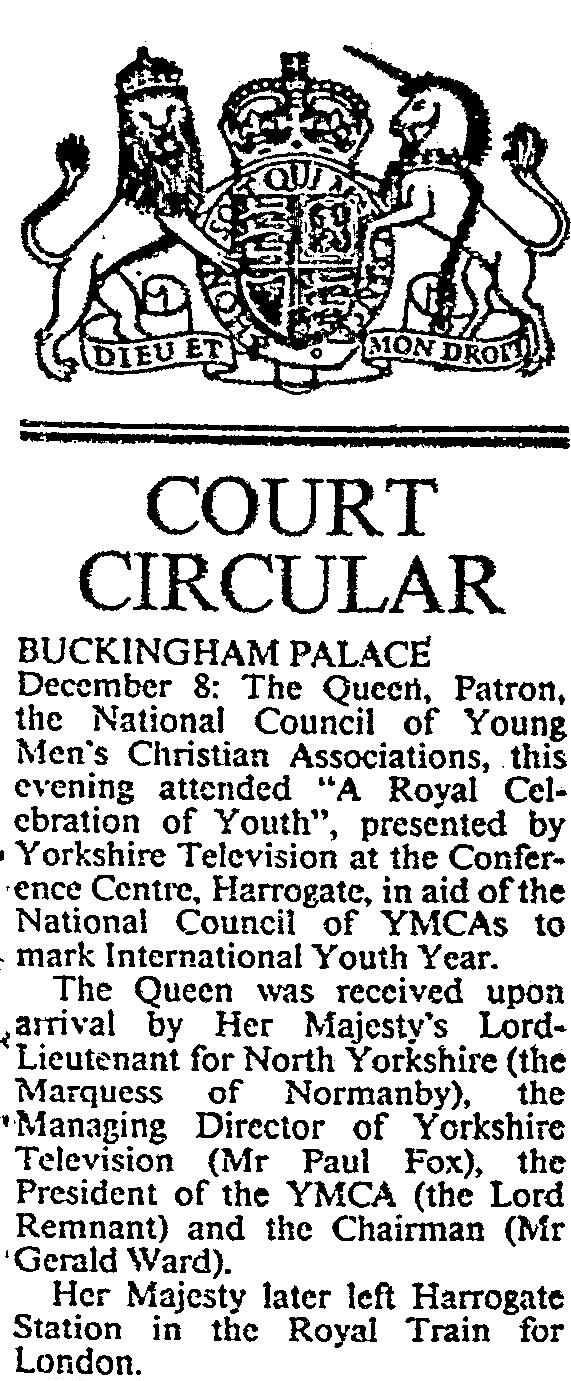 DIEU ET
MON DROIT
COURT
CIRCULAR
BUCKINGHAM PALACE
December 8: The Queen, Patron,
the National Council of Young
Men's Christian Associations, this
evening attended "A Royal Cel-
ebration of Youth", presented by
Yorkshire Television at the Confer-
ence Centre, Harrogate, in aid of the
National Council of YMCAs to
mark International Youth Year.
The Queen was received upon
arrival by Her Majesty's Lord-
Lieutenant for North Yorkshire (the
Marquess of Normanby), the
Managing Director of Yorkshire
Television (Mr Paul Fox), the
President of the YMCA (the Lord
Remnant) and the Chairman (Mr
Gerald Ward).
Her Majesty later left Harrogate
Station in the Royal Train for
London.